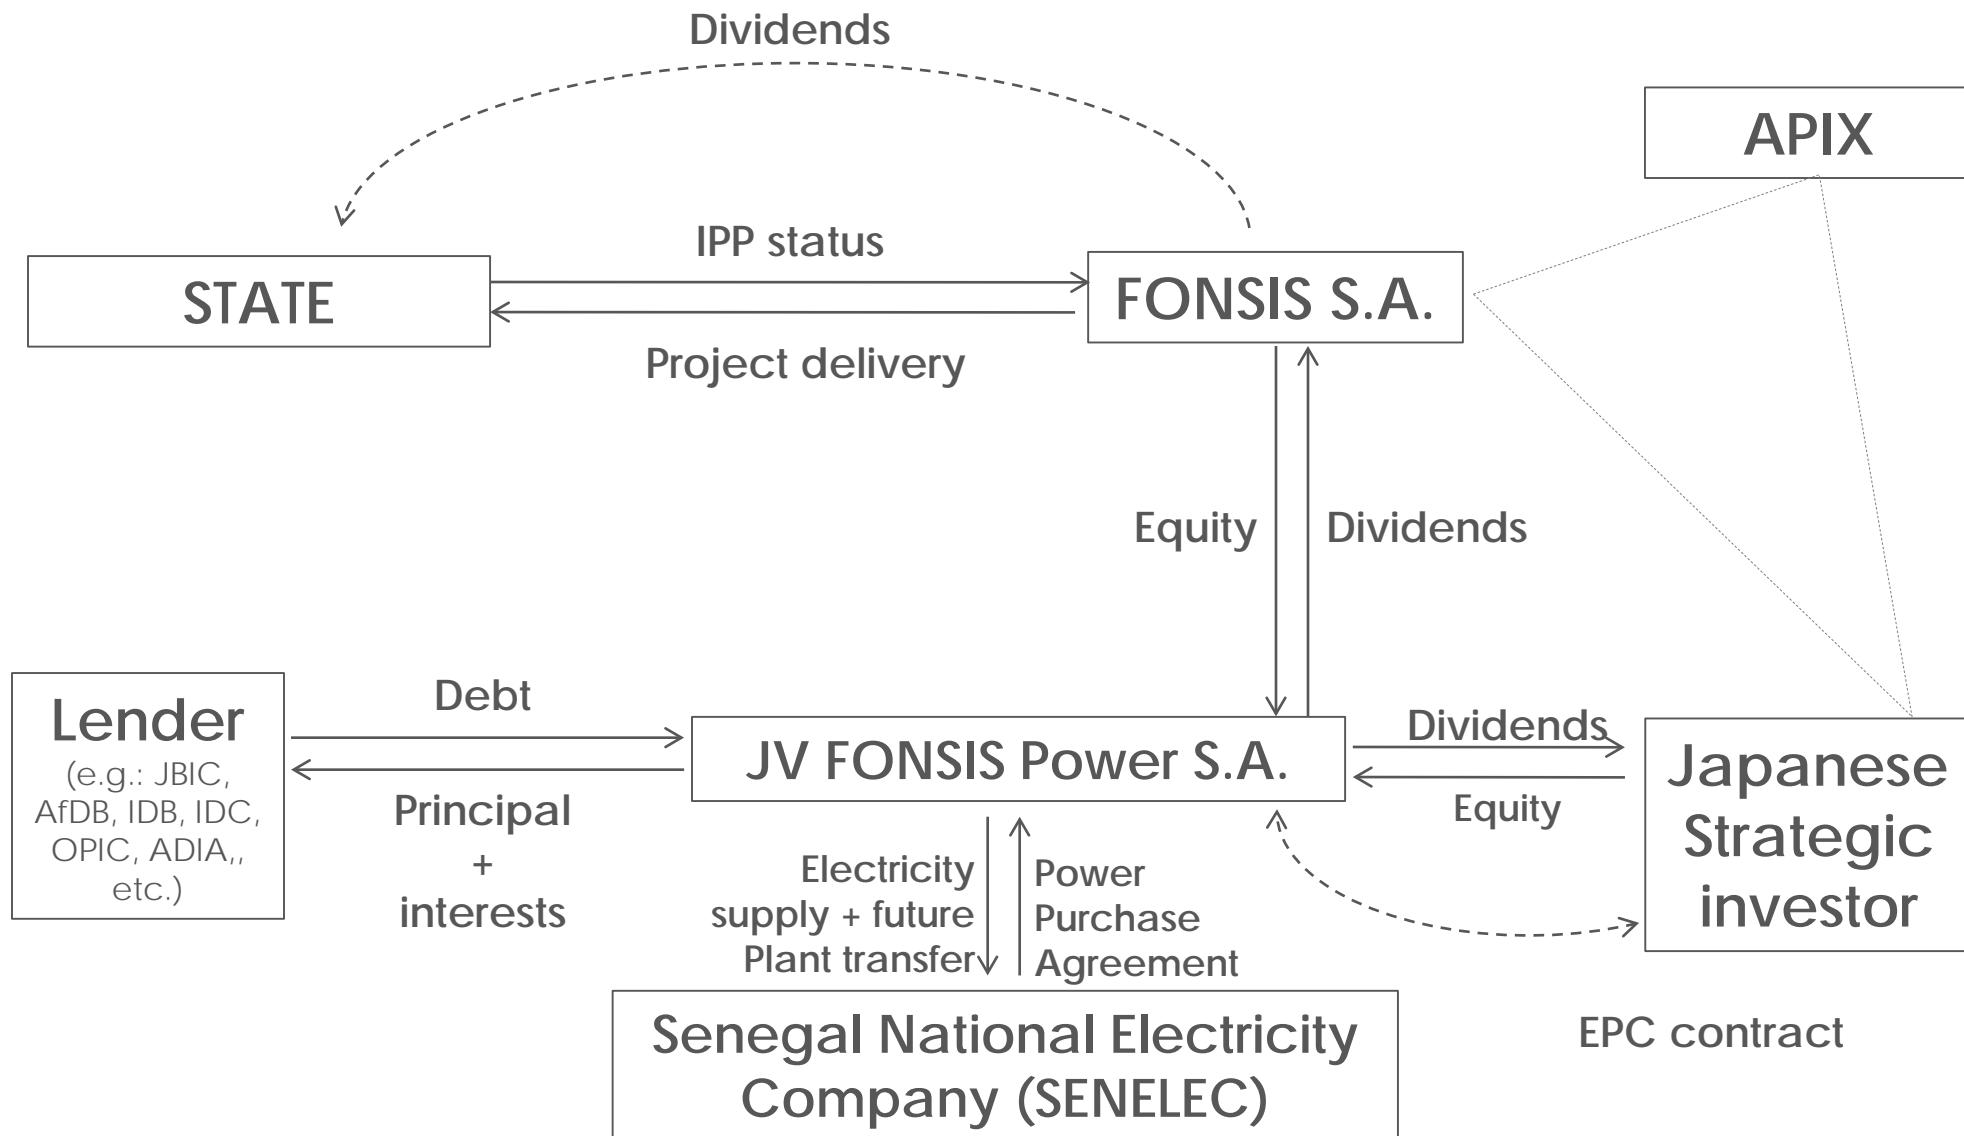 Dividends
APIX
IPP status
STATE
FONSIS S.A.
Project delivery
Equity
Dividends
Lender
(e.g.: JBIC,
AfDB, IDB, IDC,
OPIC, ADIA,,
etc.)
Debt
Principal
+
interests
JV FONSIS Power S.A.
Dividends
Equity
Japanese
Strategic
investor
Electricity
supply + future
Plant transfer
Power
Purchase
Agreement
Senegal National Electricity
Company (SENELEC)
EPC contract